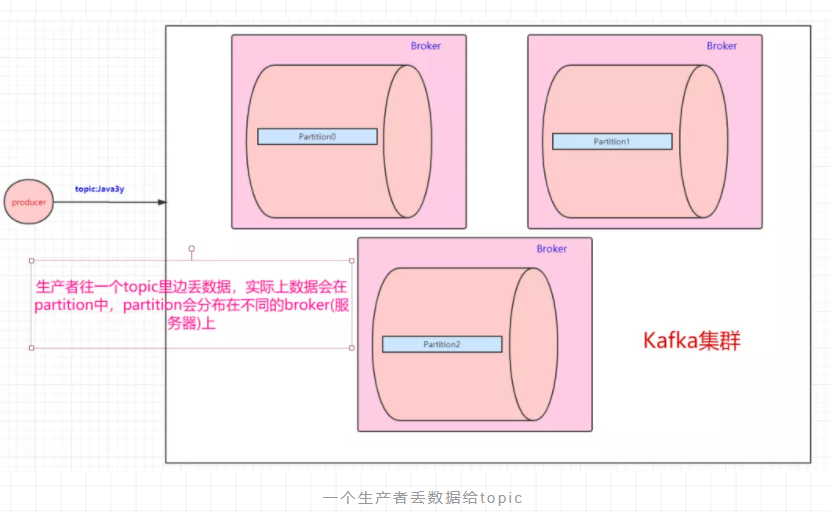 Broker
Broker
Partition0
Partition1
topic:Java3y
producer
Broker
生产者往一个topic里边丢数据，实际上数据会在
partition中，partition会分布在不同的broker(服
务器)上
Partition2
Kafka集群
一个生产者丢数据给topic